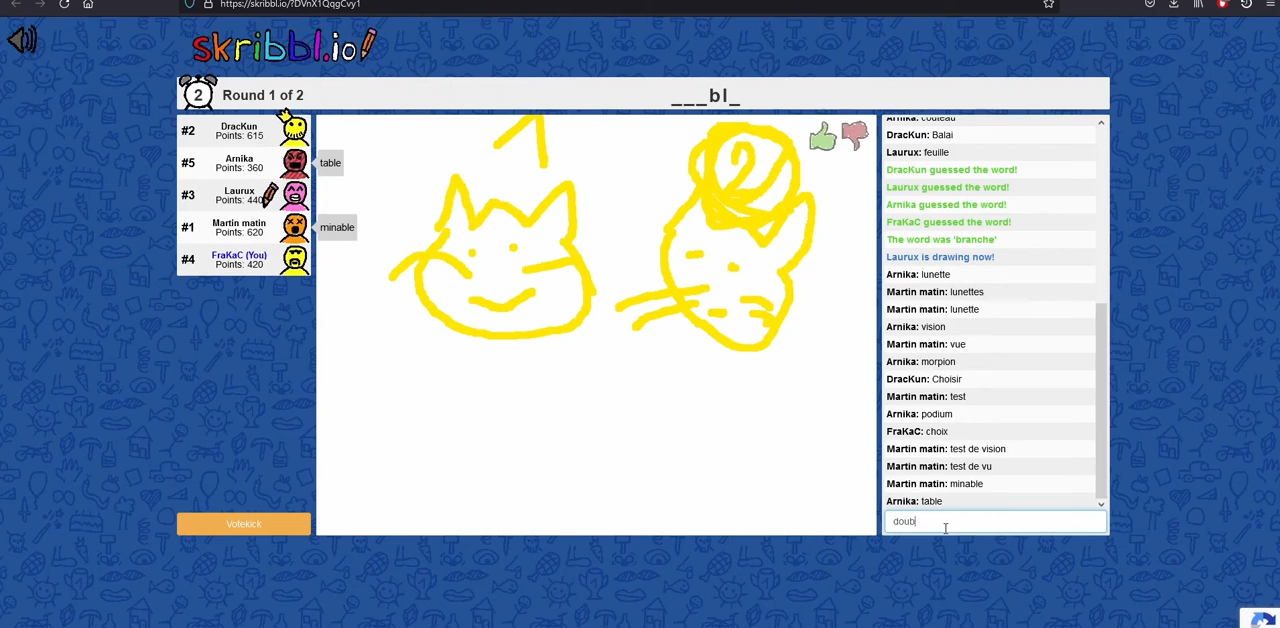 https://skribbl.io/?DVnX1QqgCvy1
skribbl.io
2
Round 1 of 2
___bl_
#2
DracKun
Points: 615
#5
Arnika
Points: 360
table
#3
Laurux
Points: 440
#1
Martin matin
Points: 620
minable
#4
FraKaC (You)
Points: 420
Votekick
1
2
Arnika: couteau
DracKun: Balai
Laurux: feuille
DracKun guessed the word!
Laurux guessed the word!
Arnika guessed the word!
FraKaC guessed the word!
The word was 'branche'
Laurux is drawing now!
Arnika: lunette
Martin matin: lunettes
Martin matin: lunette
Arnika: vision
Martin matin: vue
Arnika: morpion
DracKun: Choisir
Martin matin: test
Arnika: podium
FraKaC: choix
Martin matin: test de vision
Martin matin: test de vu
Martin matin: minable
Arnika: table
doub